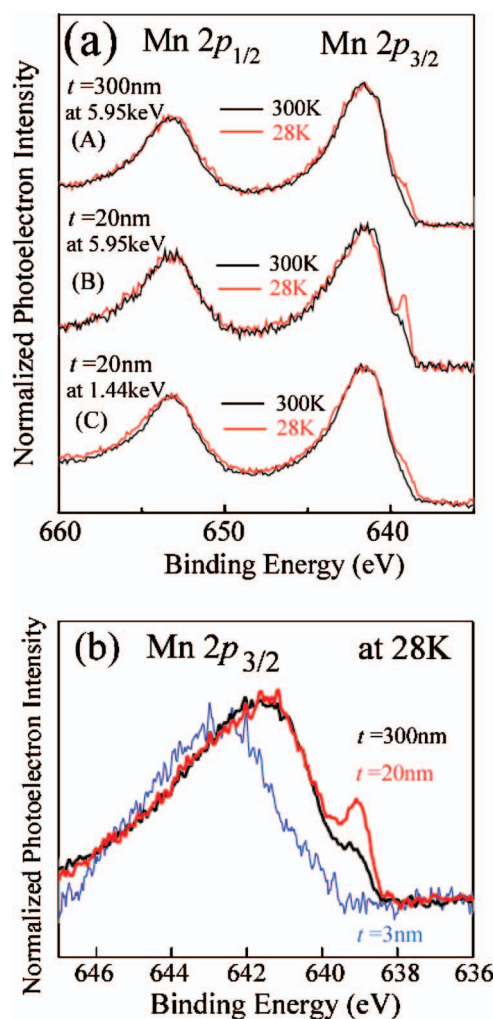 (a) Mn 2p1/2 Mn 2p3/2
t =300nm
at 5.95keV
(A)
300K
28K
t =20nm
at 5.95keV
(B)
300K
28K
t =20nm
at 1.44keV
(C)
300K
28K
Normalized Photoelectron Intensity
660 650 640
Binding Energy (eV)
(b) Mn 2p3/2 at 28K
t =300nm
t =20nm
t =3nm
Normalized Photoelectron Intensity
646 644 642 640 638 636
Binding Energy (eV)